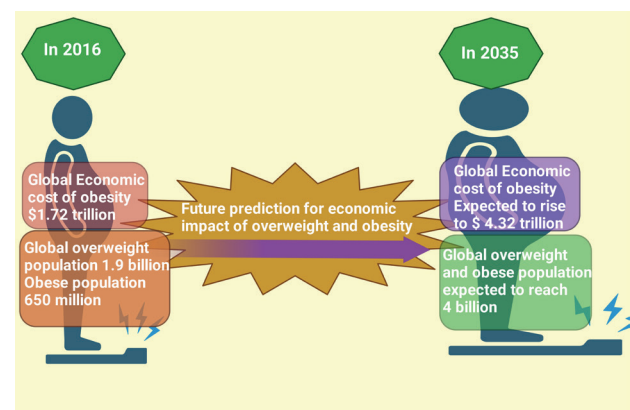 In 2016
In 2035
Global Economic
cost of obesity
$1.72 trillion
Global overweight
population 1.9 billion
Obese population
650 million
Future prediction for economic
impact of overweight and obesity
Global Economic
cost of obesity
Expected to rise
to $ 4.32 trillion
Global overweight
and obese population
expected to reach
4 billion